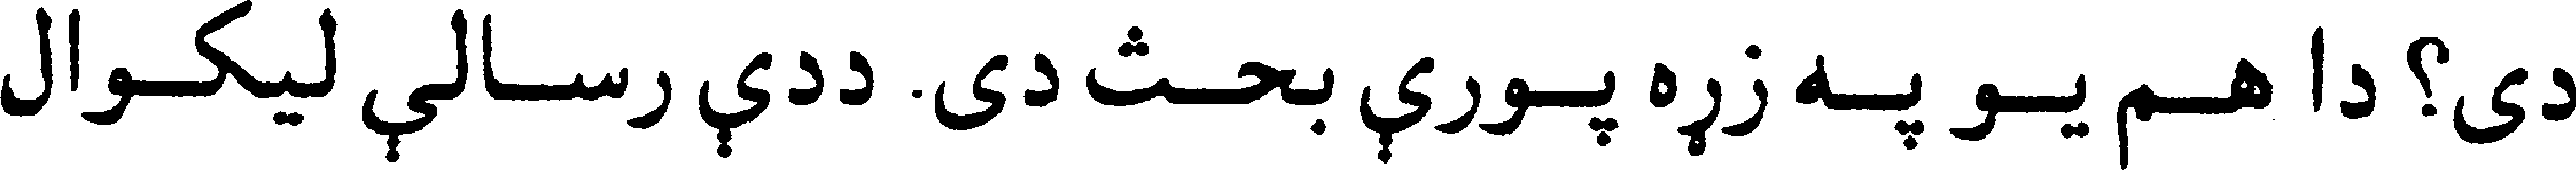 دی؟ دا هم یو په زړه پورې بحث دی. ددې رسالې لیکوال